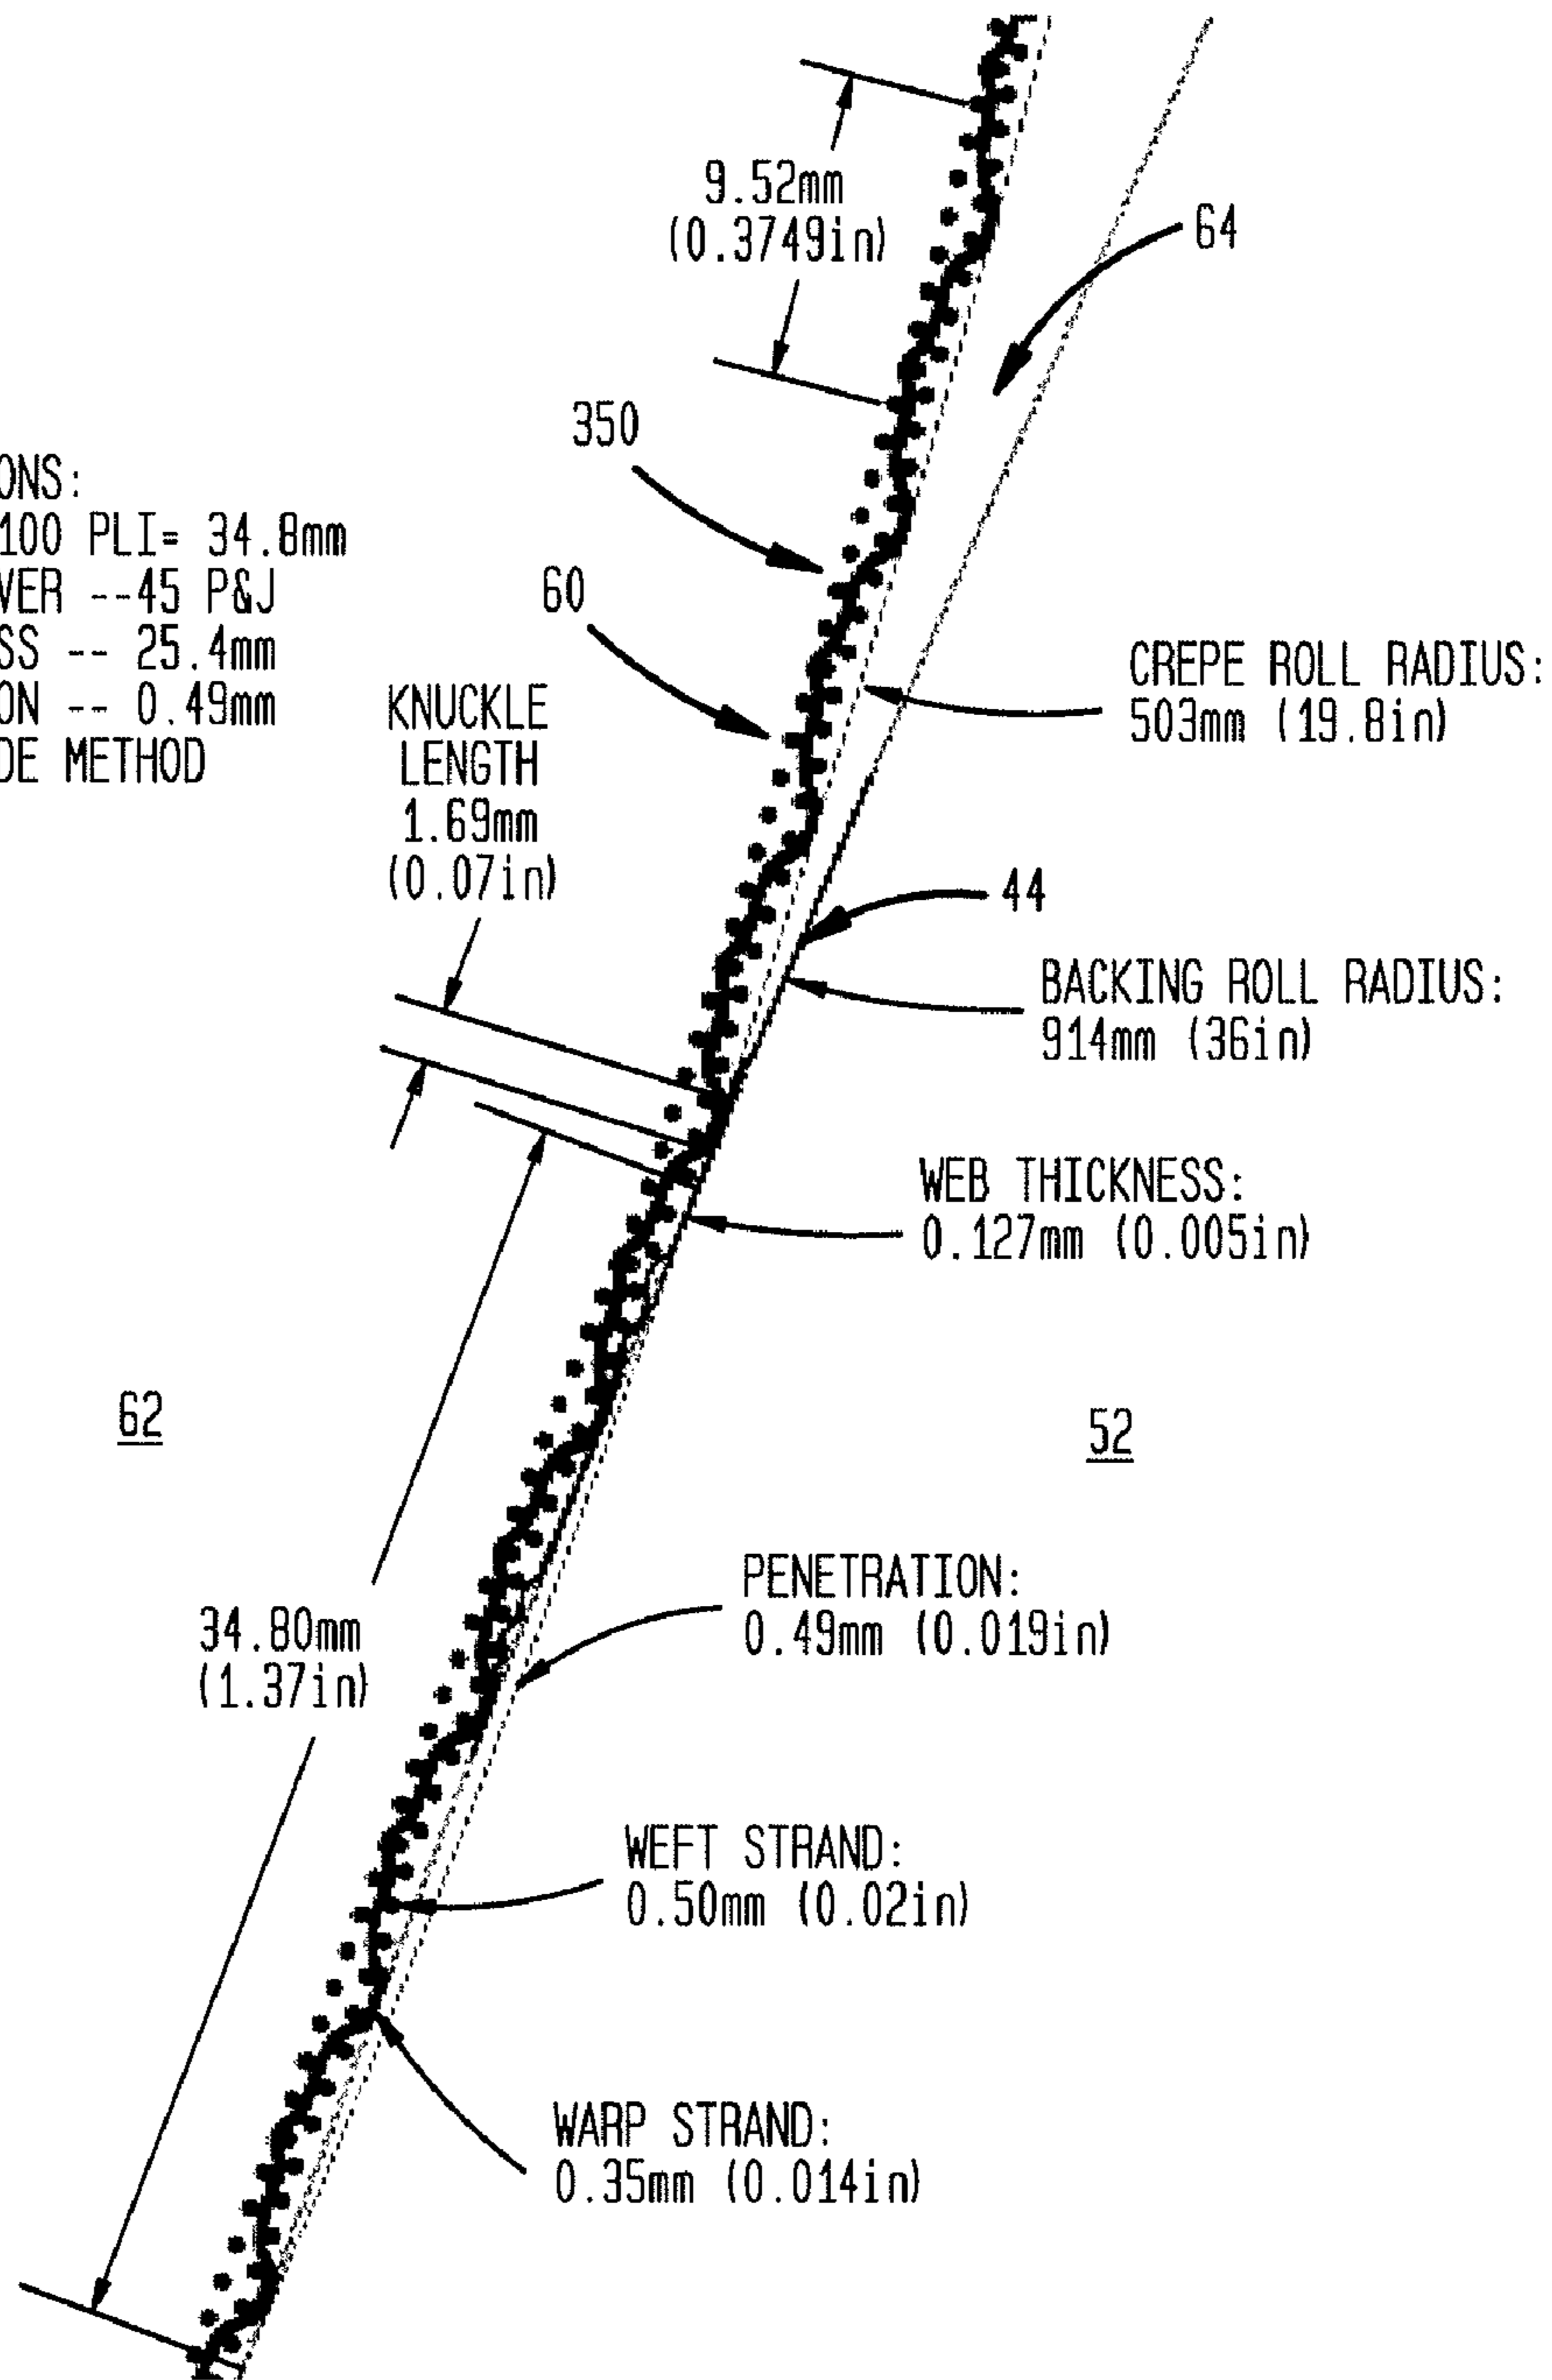 9.52mm
(0.3749in)
64
350
ONS:
100 PLI= 34.8mm
VER --45 P&J
SS -- 25.4mm
ON -- 0.49mm
DE METHOD
60
CREPE ROLL RADIUS:
503mm (19.8in)
KNUCKLE
LENGTH
1.69mm
(0.07in)
44
BACKING ROLL RADIUS:
914mm (36in)
WEB THICKNESS:
0.127mm (0.005in)
62
52
PENETRATION:
0.49mm (0.019in)
34.80mm
(1.37in)
WEFT STRAND:
0.50mm (0.02in)
WARP STRAND:
0.35mm (0.014in)